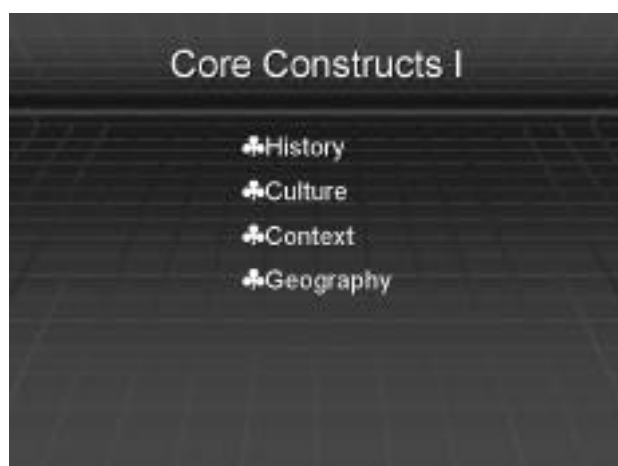 Core Constructs I
♣History
♣Culture
♣Context
♣Geography